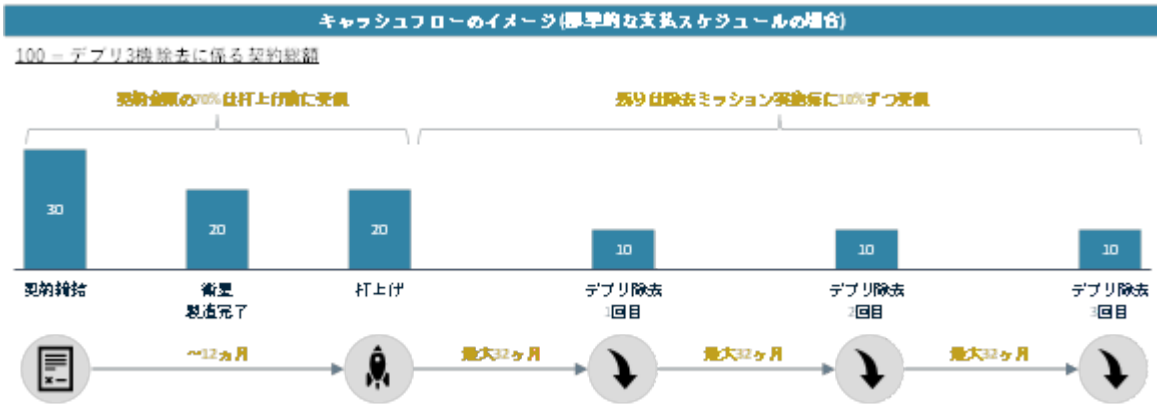 キャッシュフローのイメージ(標準的な支払スケジュールの場合)
100 = デブリ3機除去に係る契約総額
契約金額の70%は打上げ前に受領
残りは除去ミッション実施毎に10%ずつ受領
30
20
20
10
10
10
契約締結
衛星
製造完了
打上げ
デブリ除去
1回目
デブリ除去
2回目
デブリ除去
3回目
~12ヵ月
最大32ヶ月
最大32ヶ月
最大32ヶ月